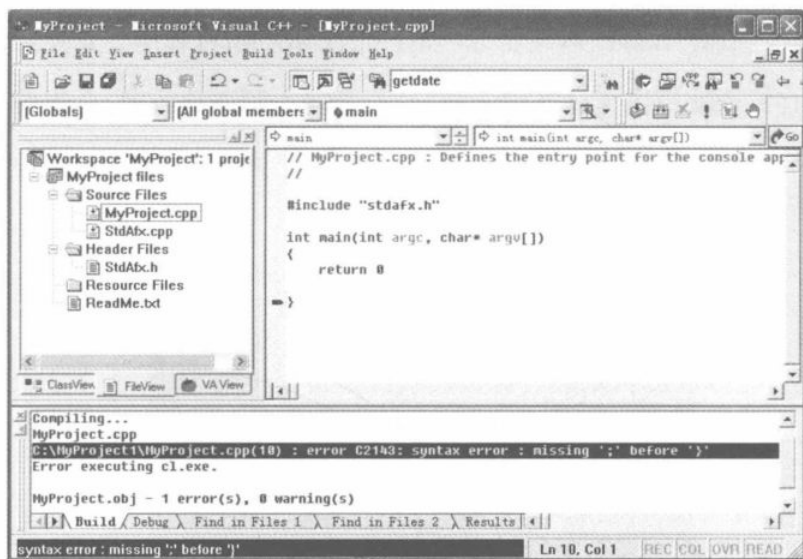 MyProject - Microsoft Visual C++ - [MyProject.cpp]
File Edit View Insert Project Build Tools Window Help
getdate
(Globals) (All global members main
main int main(int argc, char* argv[]) Go
Workspace 'MyProject': 1 proje
MyProject files
Source Files
MyProject.cpp
StdAfx.cpp
Header Files
StdAfx.h
Resource Files
ReadMe.txt
ClassView FileView VA View
// MyProject.cpp : Defines the entry point for the console app
//
#include "stdafx.h"
int main(int argc, char* argv[])
{
return 0
}
Compiling...
MyProject.cpp
C:\MyProject1\MyProject.cpp(10) : error C2143: syntax error : missing ';' before '}'
Error executing cl.exe.
MyProject.obj - 1 error(s), 0 warning(s)
Build Debug Find in Files 1 Find in Files 2 Results
syntax error : missing ';' before '}' Ln 10, Col 1 REC COL OVR READ